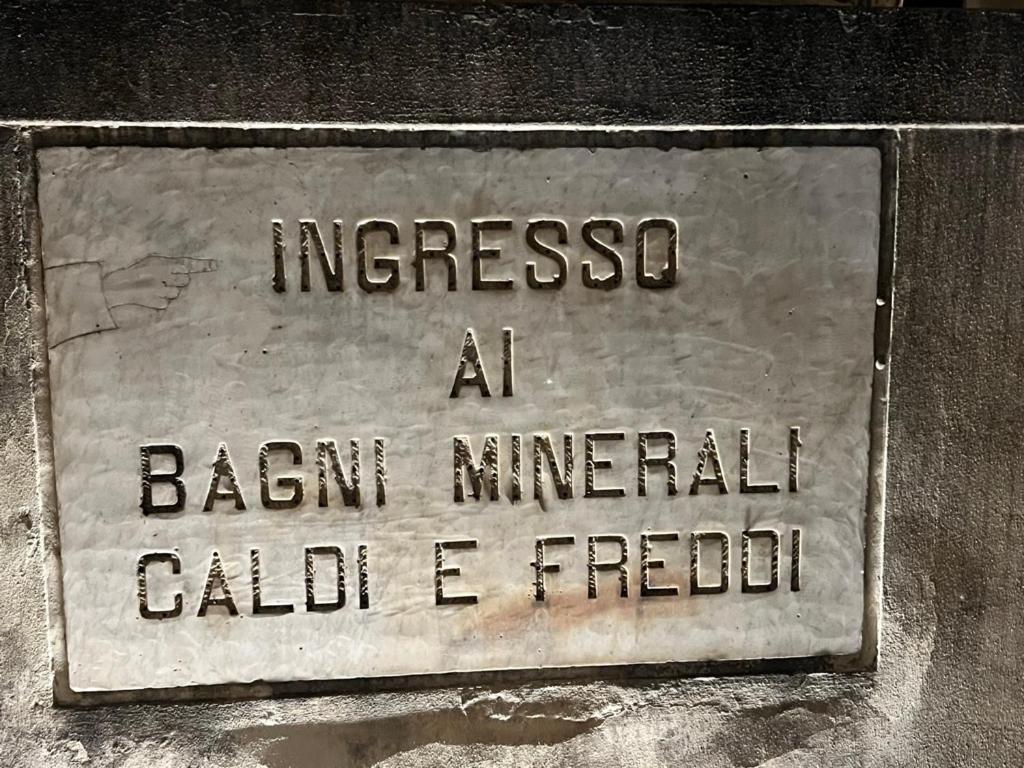 INGRESSO
AI
BAGNI MINERALI
CALDI E FREDDI